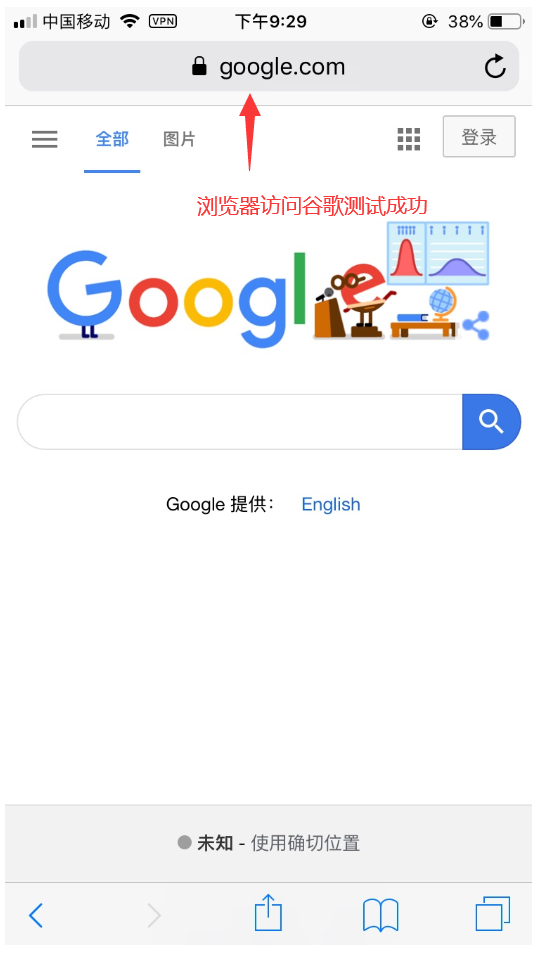 中国移动 VPN 下午9:29 38%
google.com
全部 图片 登录
浏览器访问谷歌测试成功
Google
Google 提供： English
未知 - 使用确切位置